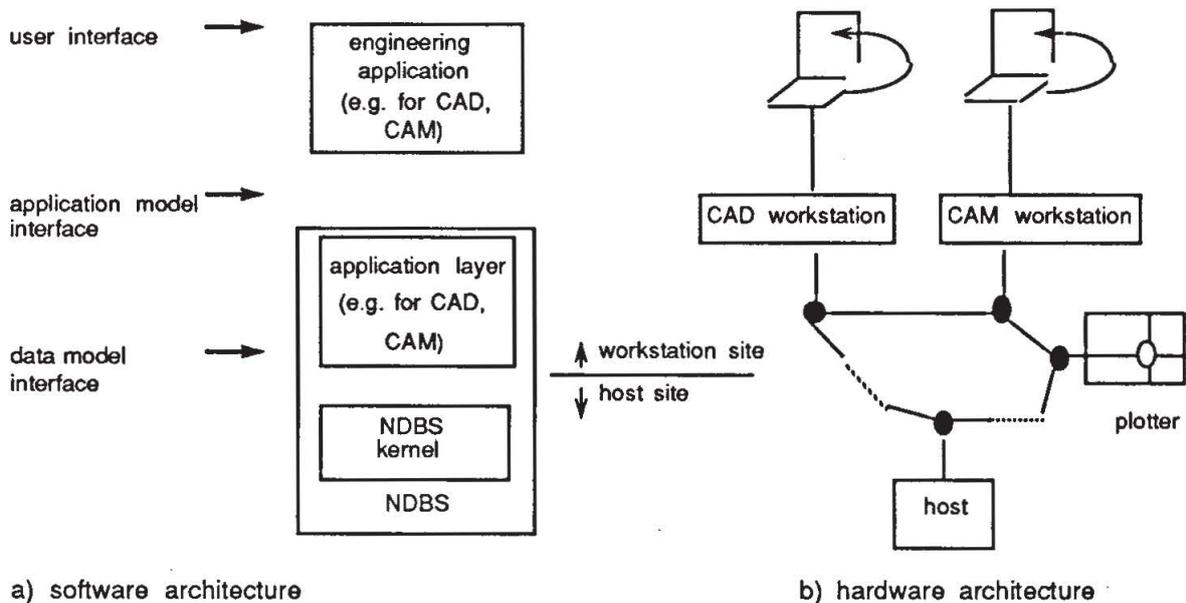 user interface
engineering
application
(e.g. for CAD,
CAM)
application model
interface
application layer
(e.g. for CAD,
CAM)
data model
interface
NDBS
kernel
NDBS
workstation site
host site
a) software architecture
CAD workstation
CAM workstation
plotter
host
b) hardware architecture